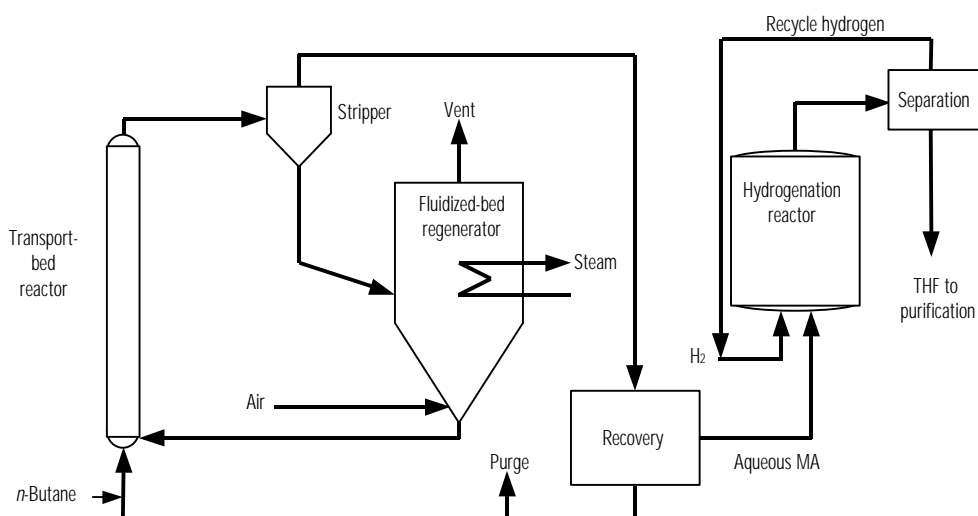 Recycle hydrogen
Stripper
Vent
Separation
Fluidized-bed
regenerator
Hydrogenation
reactor
Transport-
bed
reactor
Steam
THF to
purification
H₂
Air
Recovery
Aqueous MA
Purge
n-Butane